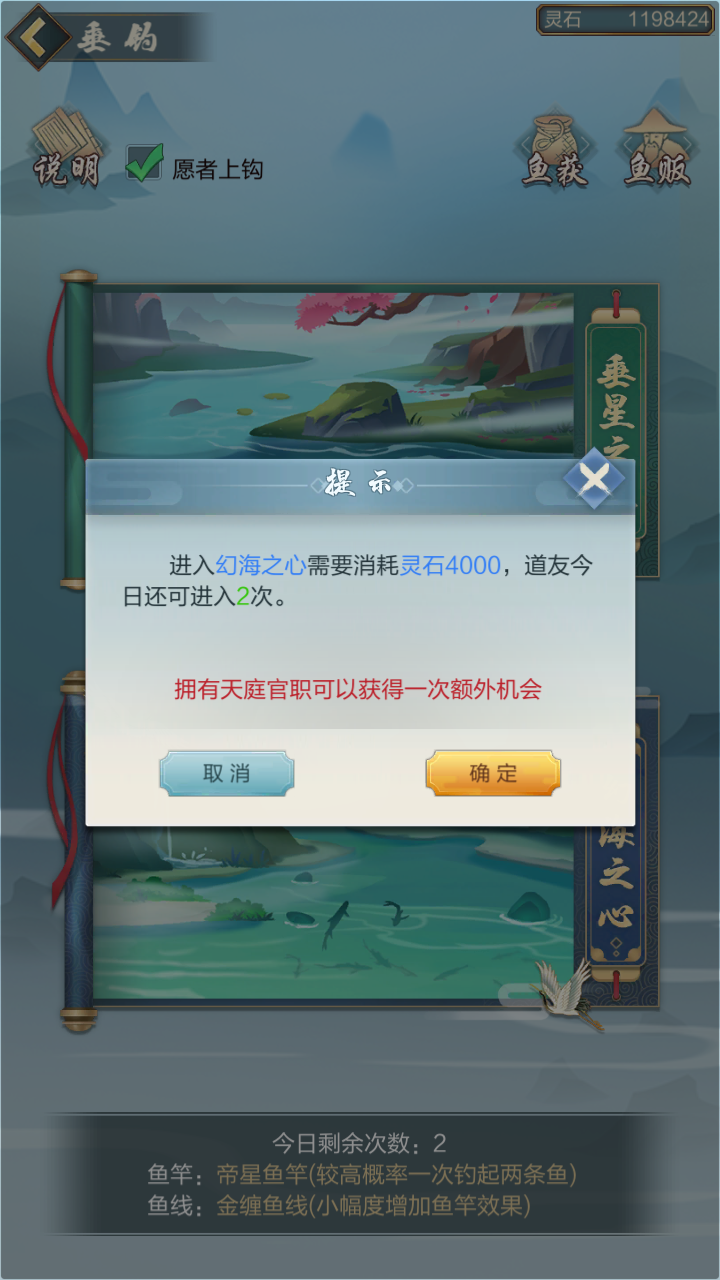 垂钓
灵石 1198424
说明
愿者上钩
鱼获
鱼贩
垂星之
提示
进入幻海之心需要消耗灵石4000，道友今
日还可进入2次。
拥有天庭官职可以获得一次额外机会
取消
确定
海之心
今日剩余次数：2
鱼竿：帝星鱼竿(较高概率一次钓起两条鱼)
鱼线：金缠鱼线(小幅度增加鱼竿效果)